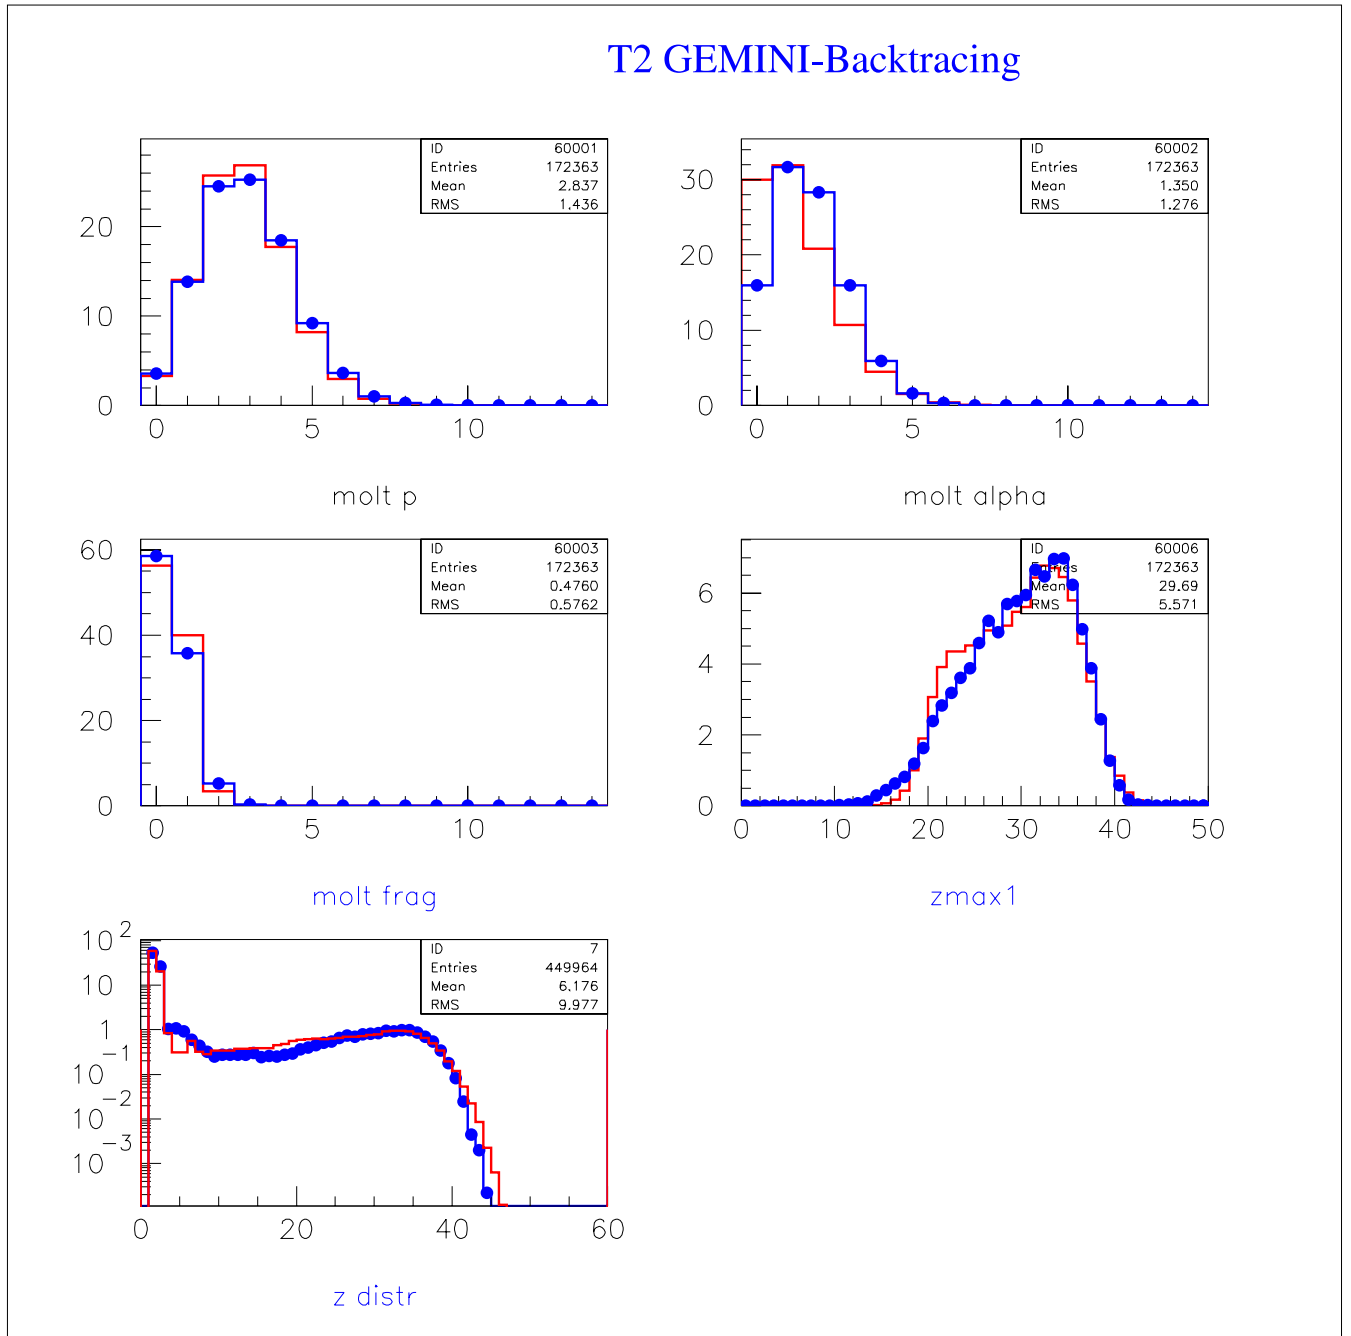 T2 GEMINI-Backtracing
ID 60001
Entries 172363
Mean 2.837
RMS 1.436
20
10
0
0 5 10
molt p
ID 60002
Entries 172363
Mean 1.350
RMS 1.276
30
20
10
0
0 5 10
molt alpha
ID 60003
Entries 172363
Mean 0.4760
RMS 0.5762
60
40
20
0
0 5 10
molt frag
ID 60006
Entries 172363
Mean 29.69
RMS 5.571
6
4
2
0
0 10 20 30 40 50
zmax1
ID 7
Entries 449964
Mean 6.176
RMS 9.977
10 2
10
1
10 -1
10 -2
10 -3
0 20 40 60
z distr